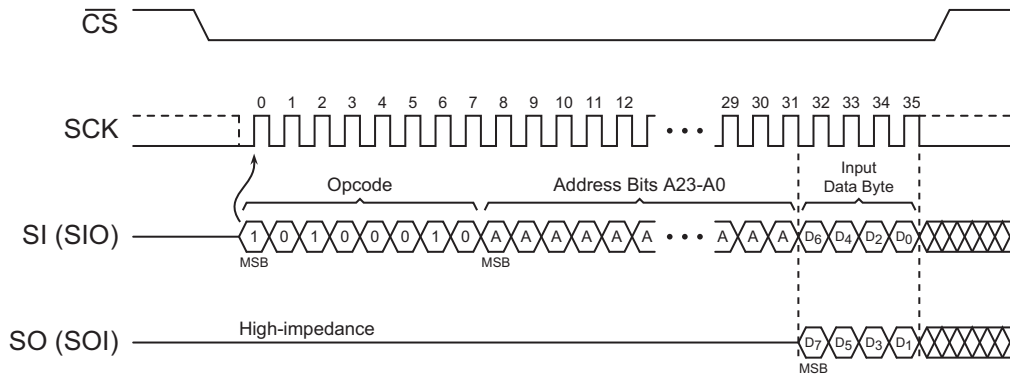 CS
0 1 2 3 4 5 6 7 8 9 10 11 12 29 30 31 32 33 34 35
SCK
Opcode Address Bits A23-A0 Input
Data Byte
SI (SIO) 1 0 1 0 0 0 1 0 A A A A A A A A A D6 D4 D2 D0
MSB MSB
High-impedance
SO (SOI) D7 D5 D3 D1
MSB